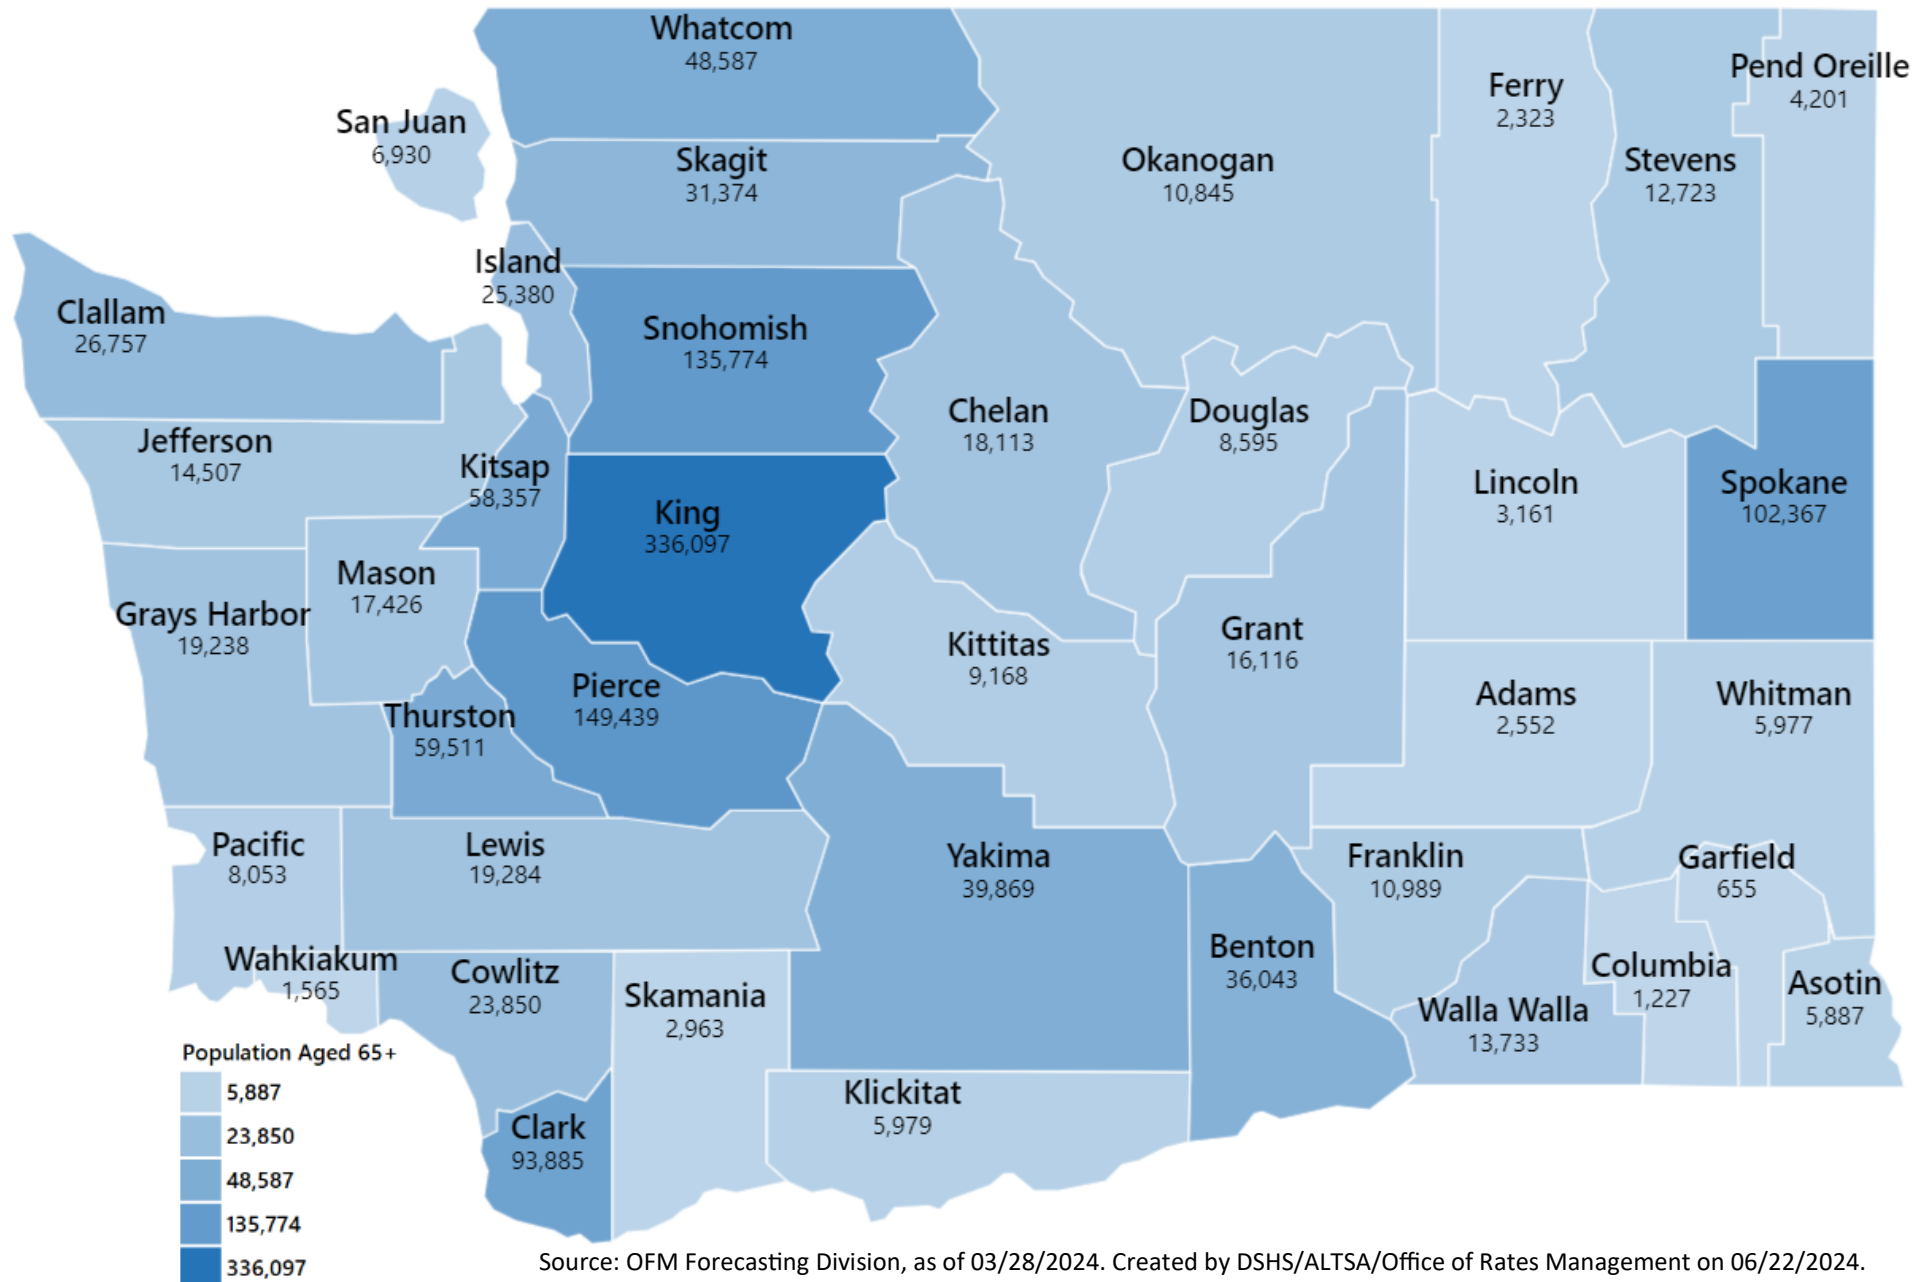 Whatcom
48,587
San Juan
6,930
Skagit
31,374
Okanogan
10,845
Ferry
2,323
Stevens
12,723
Pend Oreille
4,201
Island
25,380
Clallam
26,757
Snohomish
135,774
Jefferson
14,507
Kitsap
58,357
Chelan
18,113
Douglas
8,595
Lincoln
3,161
Spokane
102,367
King
336,097
Mason
17,426
Grays Harbor
19,238
Kittitas
9,168
Grant
16,116
Pierce
149,439
Thurston
59,511
Adams
2,552
Whitman
5,977
Pacific
8,053
Lewis
19,284
Yakima
39,869
Franklin
10,989
Garfield
655
Wahkiakum
1,565
Cowlitz
23,850
Skamania
2,963
Benton
36,043
Walla Walla
13,733
Columbia
1,227
Asotin
5,887
Klickitat
5,979
Clark
93,885
Population Aged 65+
5,887
23,850
48,587
135,774
336,097
Source: OFM Forecasting Division, as of 03/28/2024. Created by DSHS/ALTSA/Office of Rates Management on 06/22/2024.